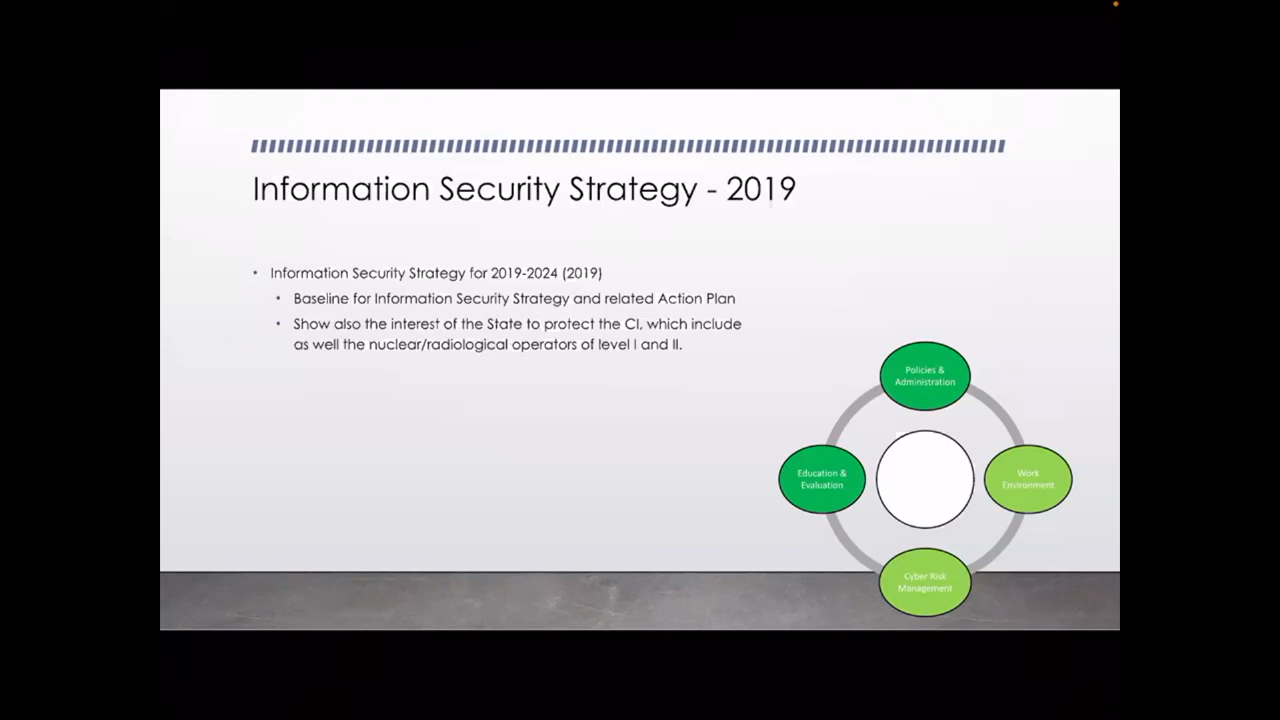 Information Security Strategy - 2019
• Information Security Strategy for 2019-2024 (2019)
• Baseline for Information Security Strategy and related Action Plan
• Show also the interest of the State to protect the CI, which include
as well the nuclear/radiological operators of level I and II.
Policies &
Administration
Education &
Evaluation
Work
Environment
Cyber Risk
Management